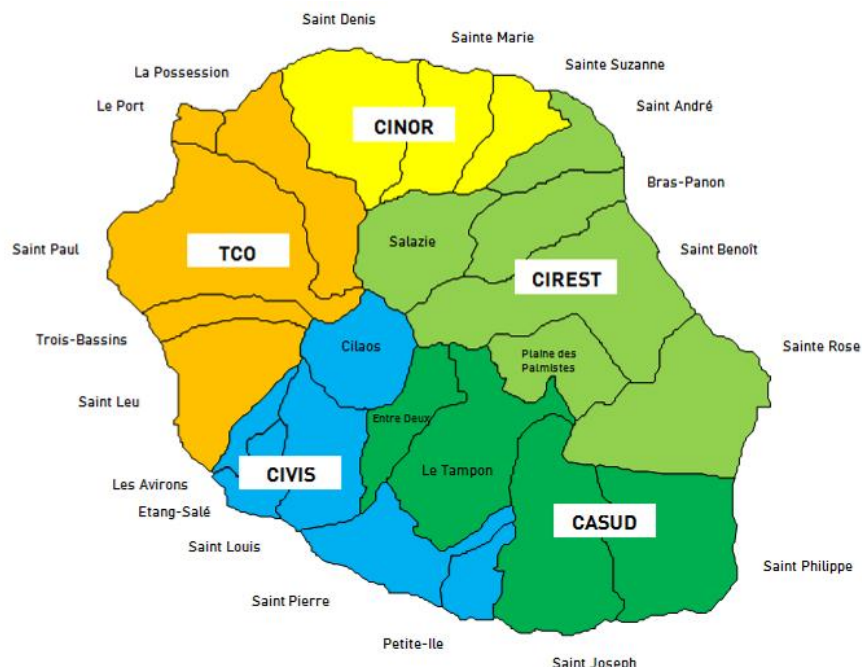 Saint Denis
Sainte Marie
La Possession
Sainte Suzanne
Le Port
Saint André
CINOR
Bras-Panon
Saint Paul
TCO
Salazie
Saint Benoît
CIREST
Trois-Bassins
Cilaos
Plaine des
Palmistes
Sainte Rose
Saint Leu
Entre Deux
Le Tampon
Les Avirons
CIVIS
Etang-Salé
CASUD
Saint Louis
Saint Philippe
Saint Pierre
Petite-Ile
Saint Joseph